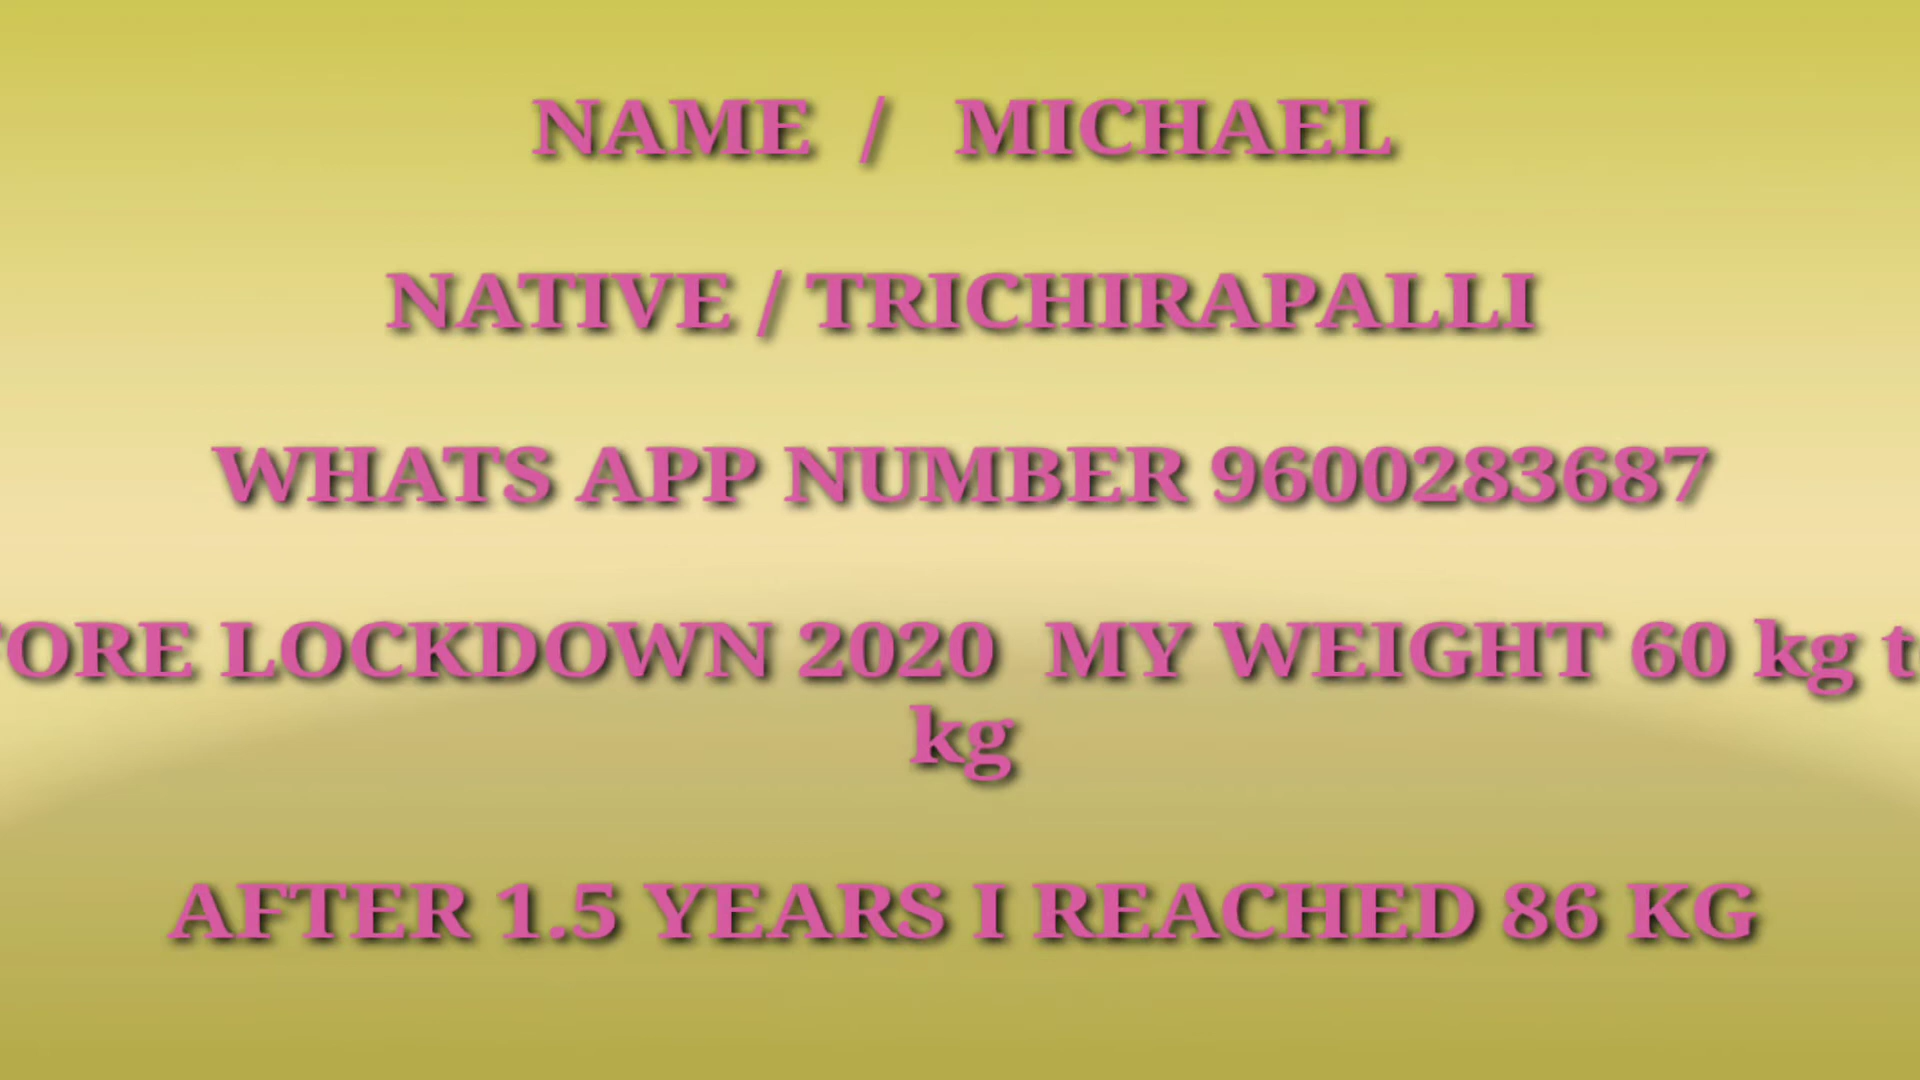 NAME / MICHAEL
NATIVE / TRICHIRAPALLI
WHATS APP NUMBER 9600283687
LOCKDOWN 2020 MY WEIGHT 60 kg
kg
AFTER 1.5 YEARS I REACHED 86 KG